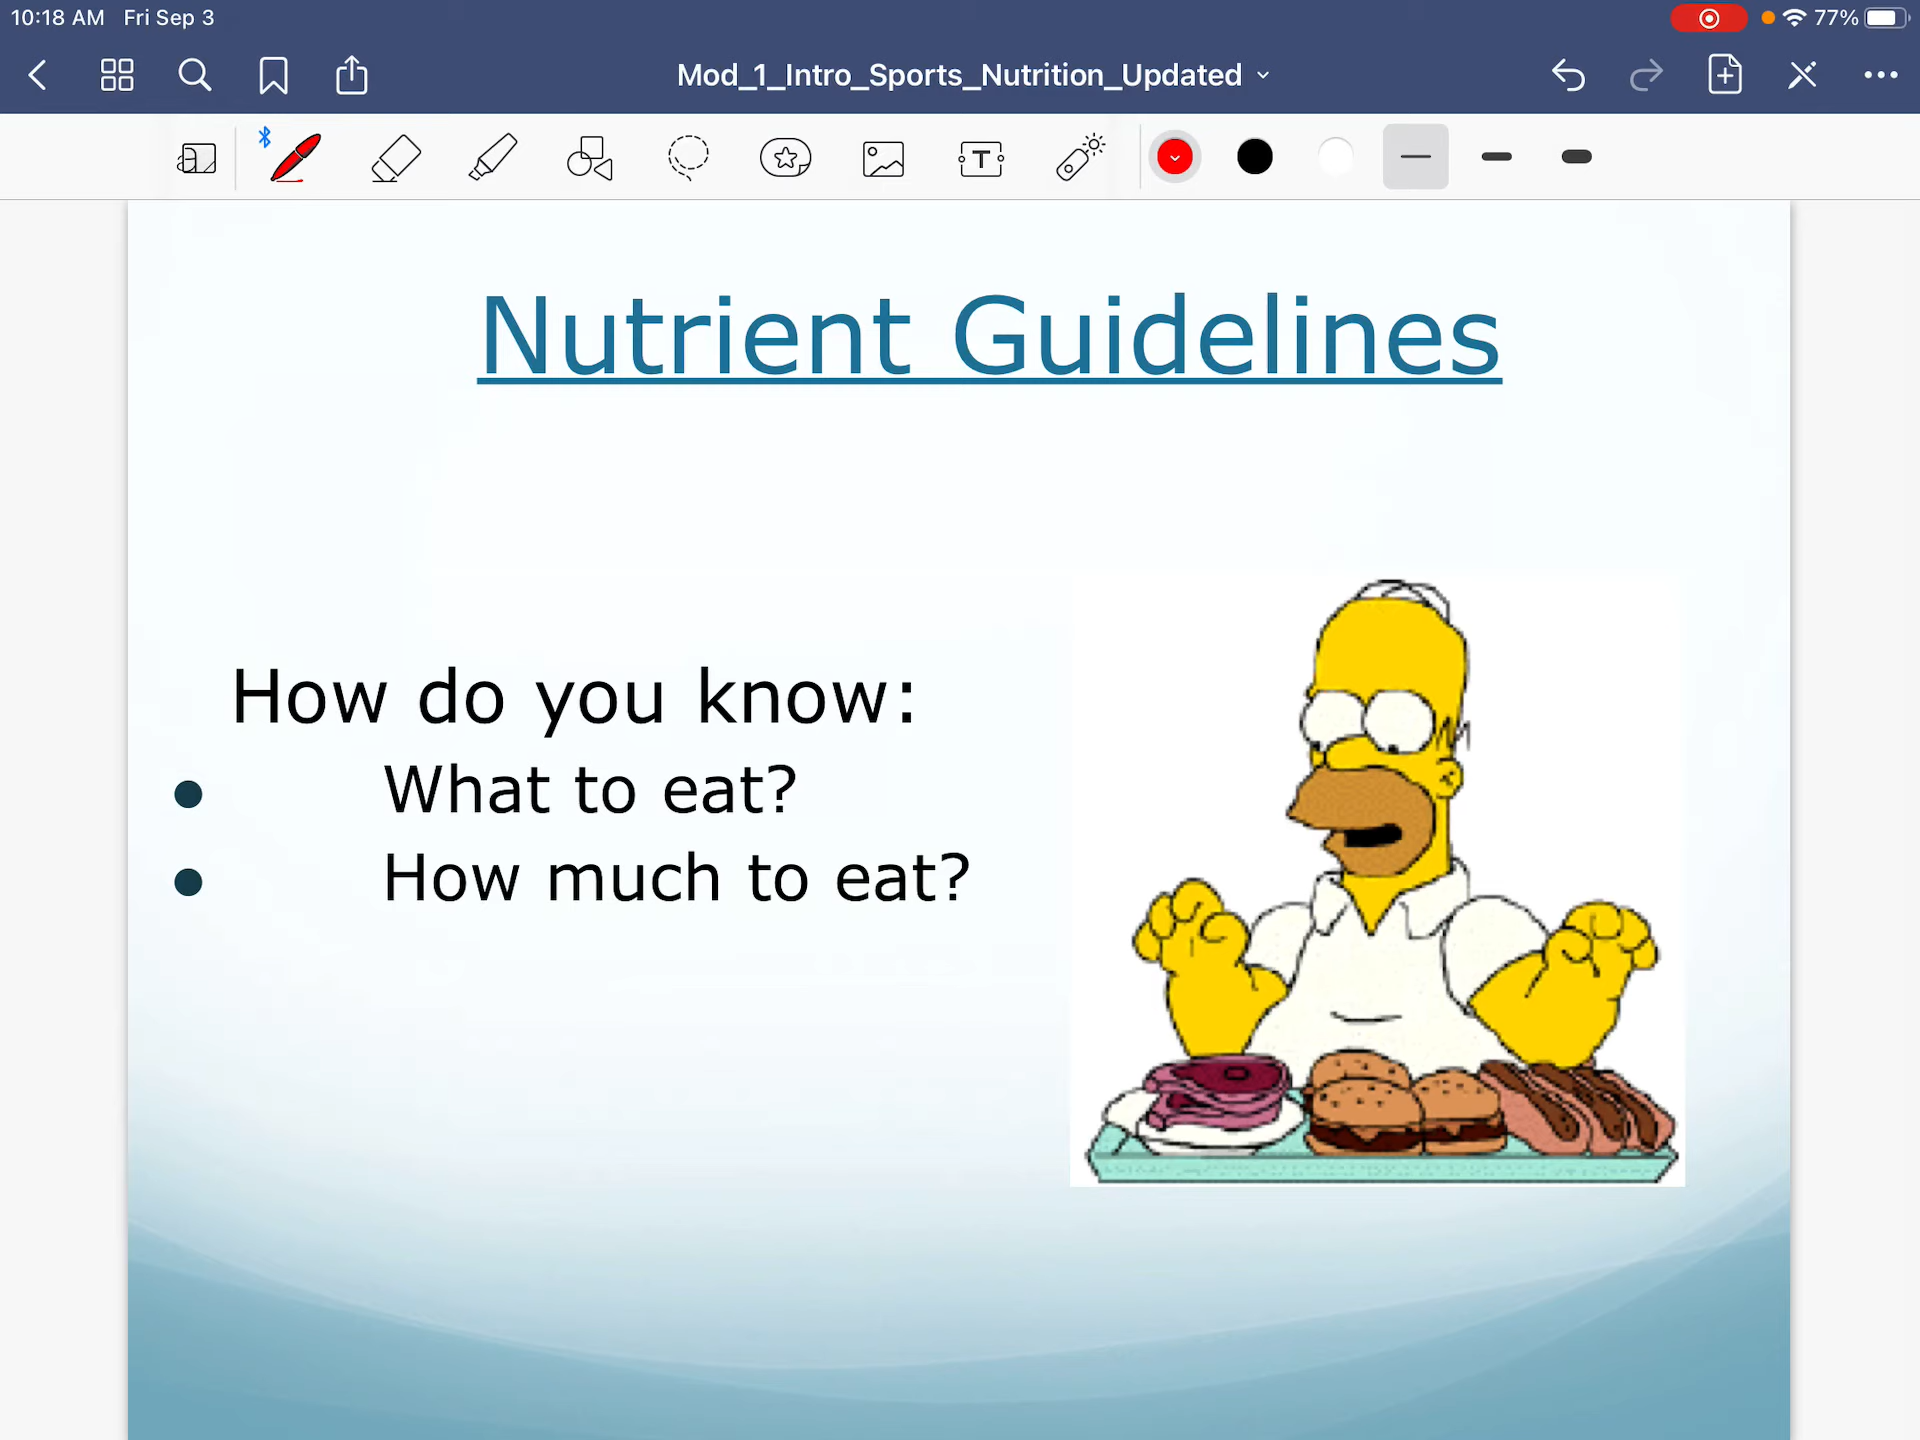 10:18 AM Fri Sep 3
77%
Mod_1_Intro_Sports_Nutrition_Updated
T
Nutrient Guidelines
How do you know:
• What to eat?
• How much to eat?